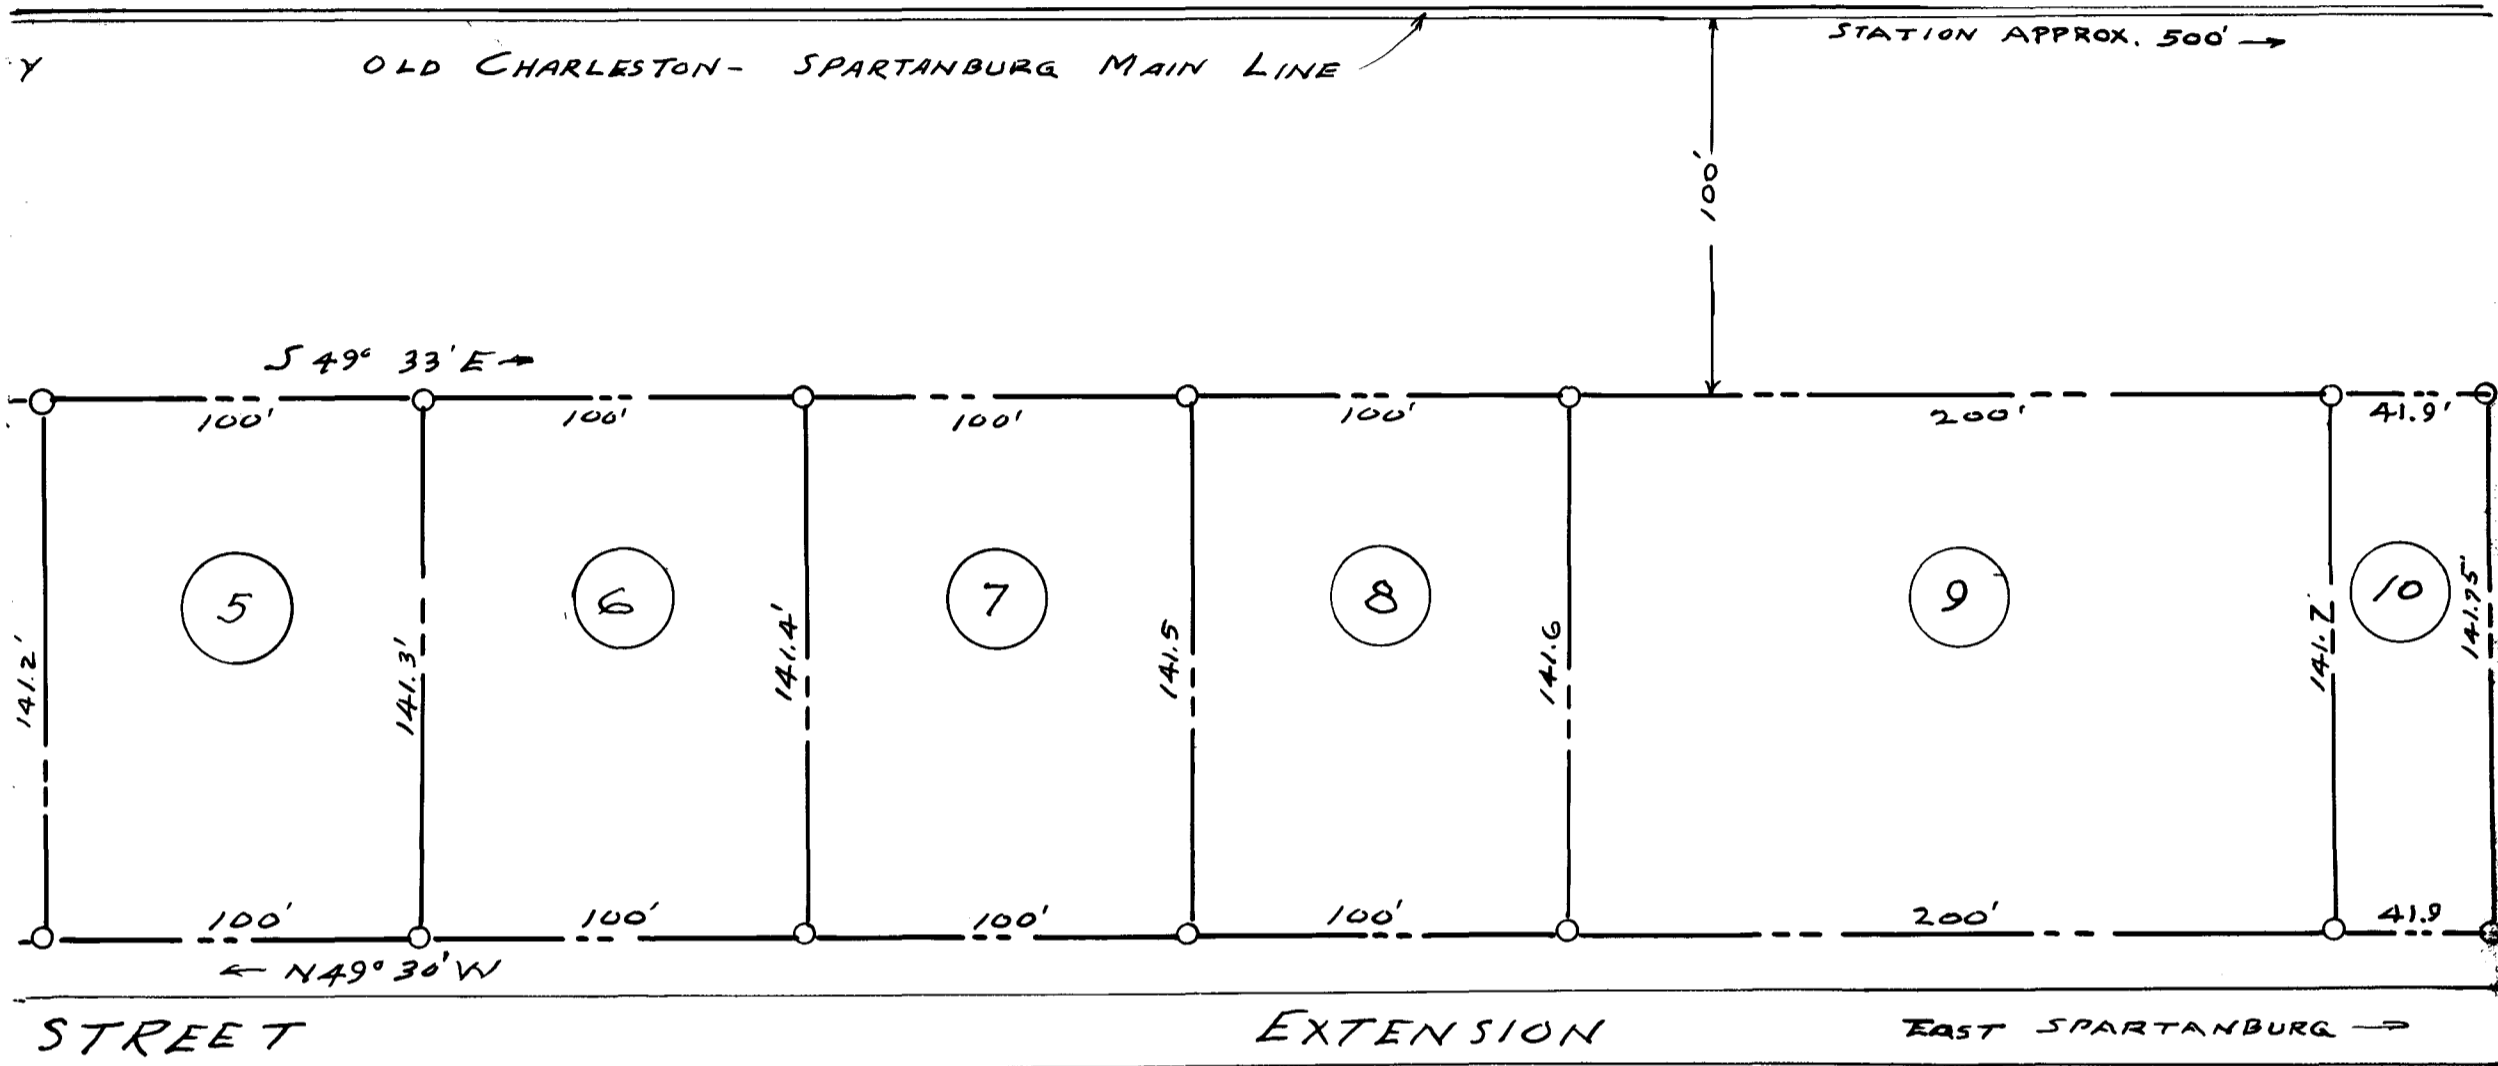 STATION APPROX. 500' →
Y OLD CHARLESTON- SPARTANBURG MAIN LINE
100'
S 49° 33' E →
100' 100' 100' 100' 200' 41.9'
5 6 7 8 9 10
141.2' 141.3' 141.4' 141.5 141.6 141.7' 141.75'
100' 100' 100' 100' 200' 41.9
← N49° 30' W
STREET EXTENSION EAST SPARTANBURG →